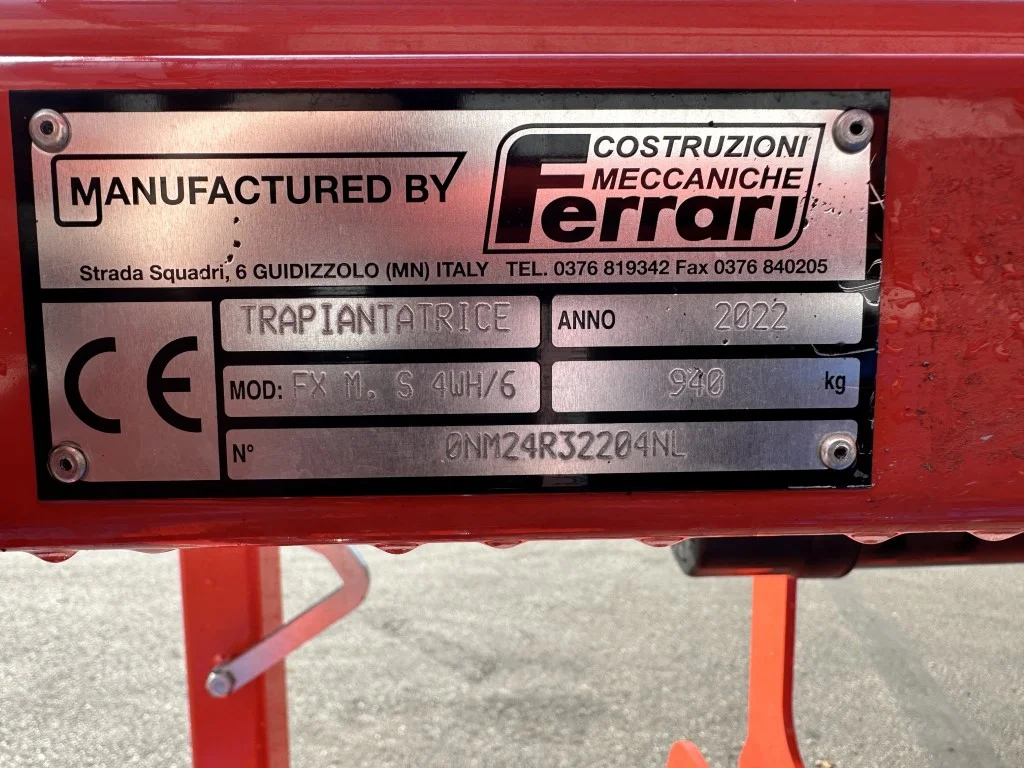 MANUFACTURED BY
COSTRUZIONI
MECCANICHE
Ferrari
Strada Squadri, 6 GUIDIZZOLO (MN) ITALY TEL. 0376 819342 Fax 0376 840205
CE
TRAPIANTATRICE
ANNO 2022
MOD: FX M. S 4WH/6
940 kg
N° 0NM24R32204NL